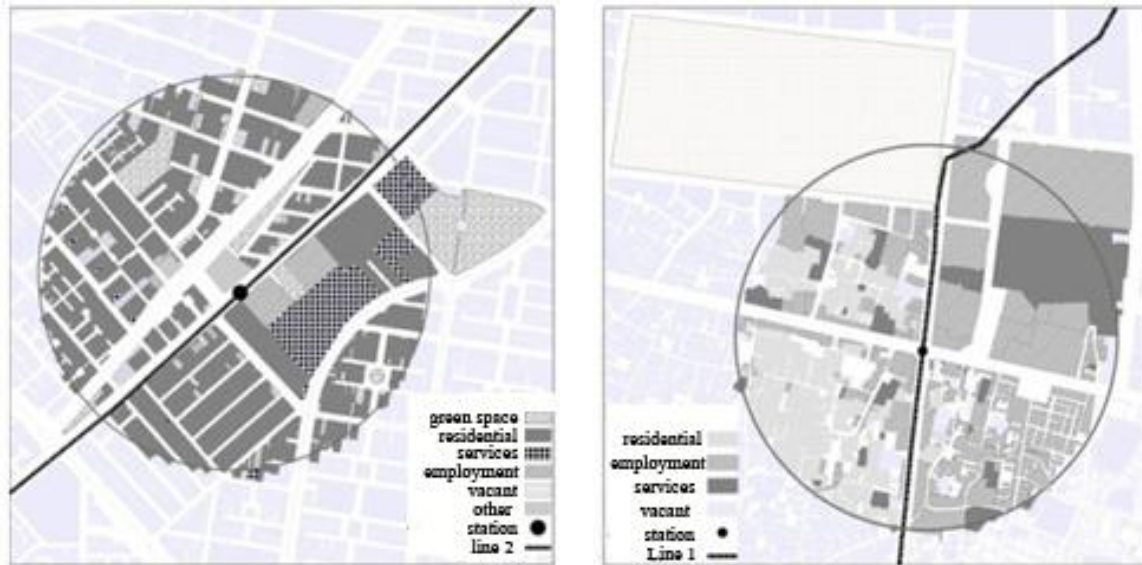 green space
residential
services
employment
vacant
other
station
line 2
residential
employment
services
vacant
station
Line 1